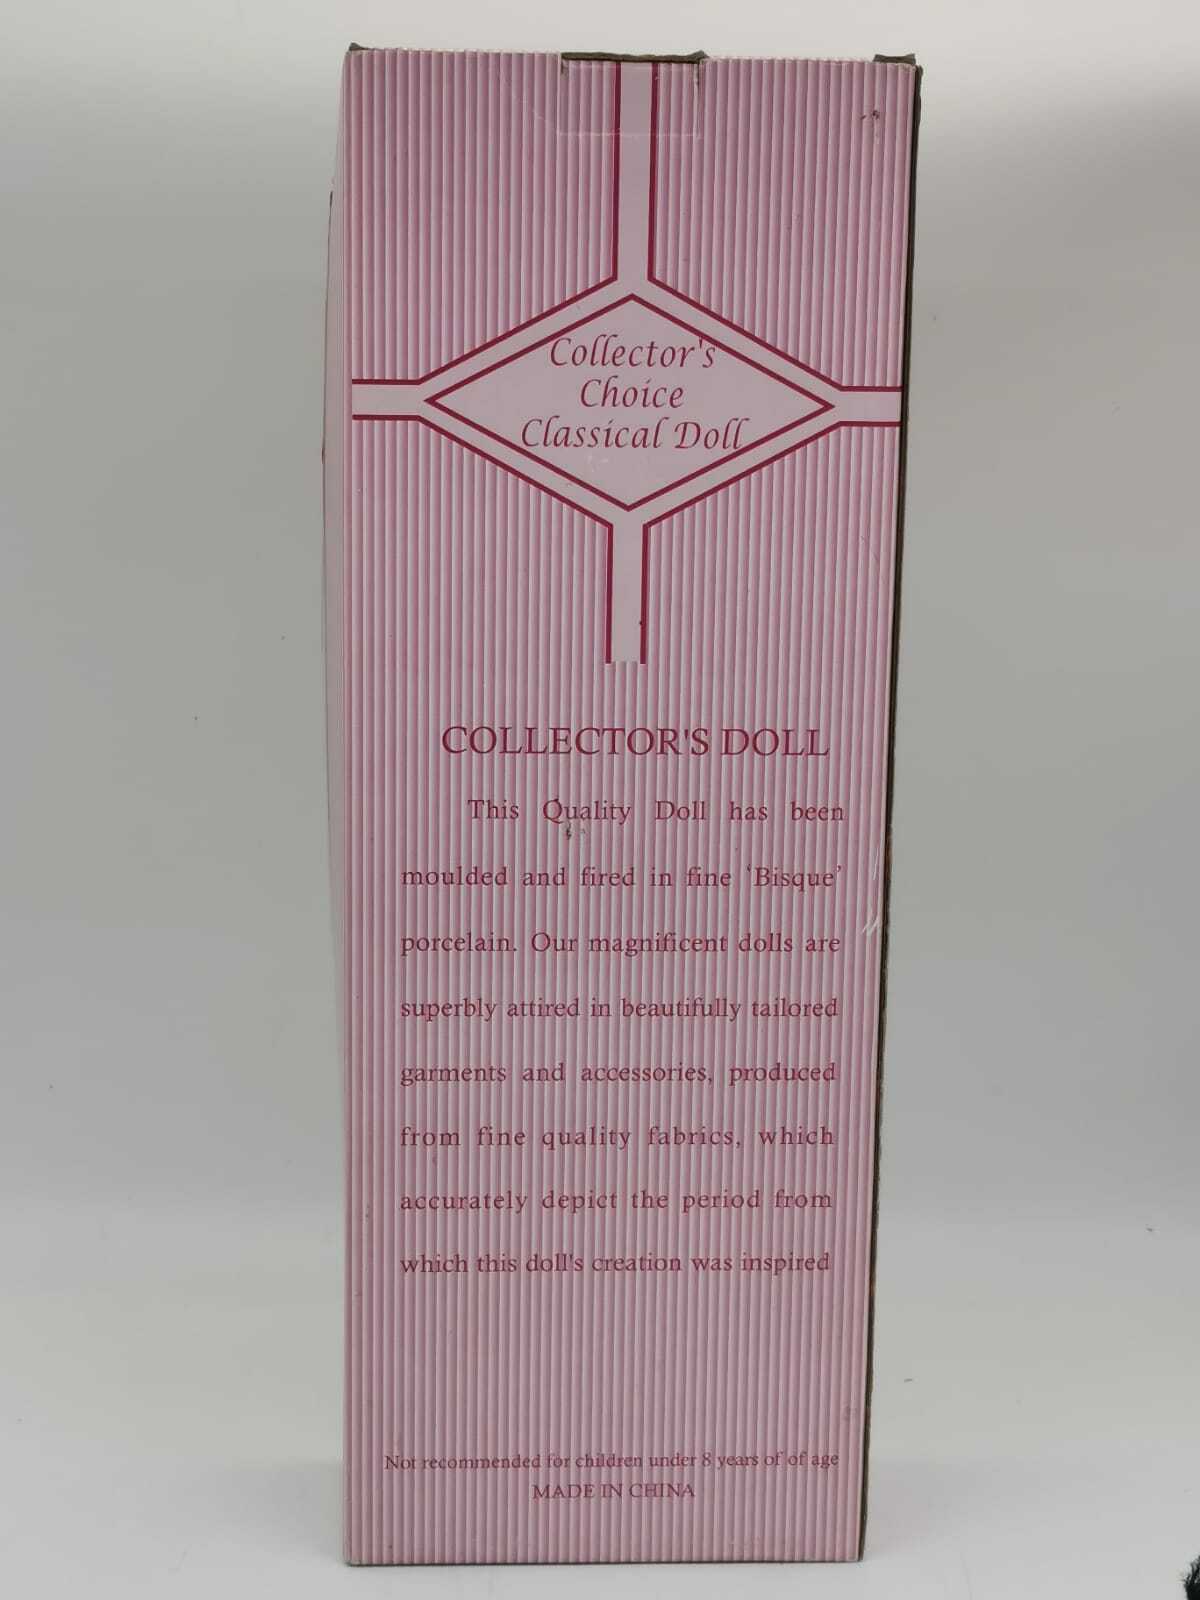 Collector's
Choice
Classical Doll
COLLECTOR'S DOLL
This Quality Doll has been
moulded and fired in fine 'Bisque'
porcelain. Our magnificent dolls are
superbly attired in beautifully tailored
garments and accessories, produced
from fine quality fabrics, which
accurately depict the period from
which this doll's creation was inspired
Not recommended for children under 8 years of of age
MADE IN CHINA